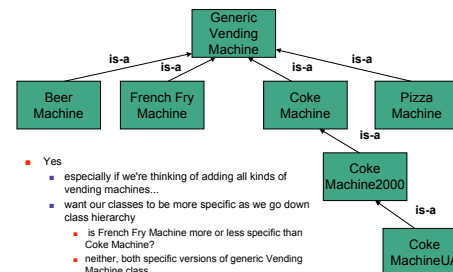 Generic
Vending
Machine
is-a
is-a
is-a
is-a
Beer
Machine
French Fry
Machine
Coke
Machine
Pizza
Machine
is-a
Coke
Machine2000
is-a
Coke
MachineUA
Yes
especially if we're thinking of adding all kinds of
vending machines...
want our classes to be more specific as we go down
class hierarchy
is French Fry Machine more or less specific than
Coke Machine?
neither, both specific versions of generic Vending
Machine class